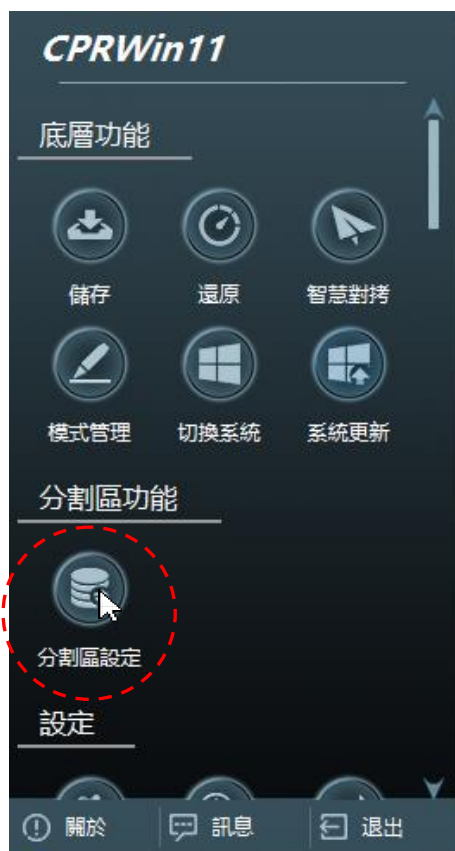 CPRWin11
底層功能
儲存 還原 智慧對拷
模式管理 切換系統 系統更新
分割區功能
分割區設定
設定
關於 訊息 退出